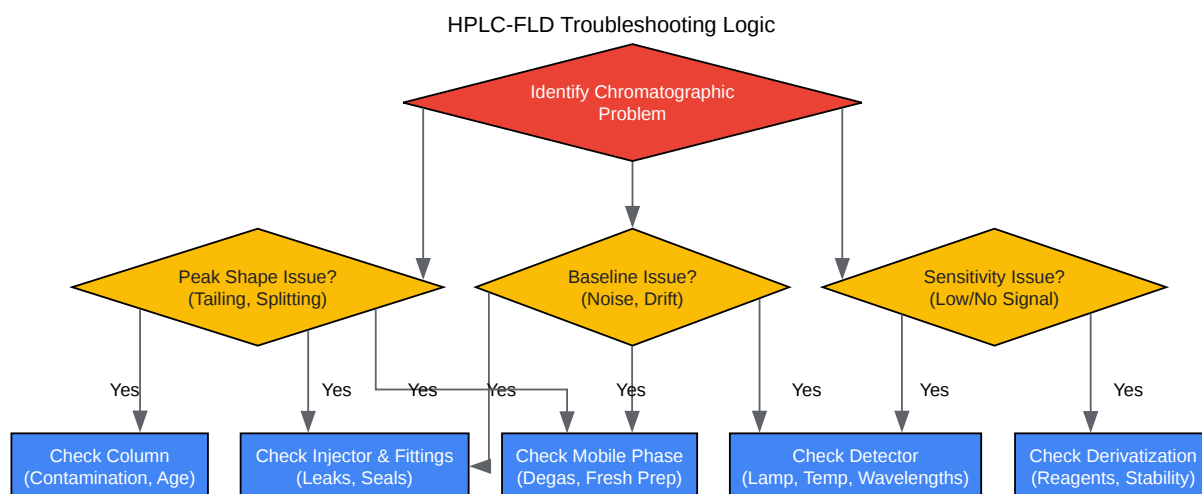 HPLC-FLD Troubleshooting Logic
Identify Chromatographic
Problem
Peak Shape Issue?
(Tailing, Splitting)
Baseline Issue?
(Noise, Drift)
Sensitivity Issue?
(Low/No Signal)
Yes
Yes
Yes
Yes
Yes
Yes
Yes
Yes
Check Column
(Contamination, Age)
Check Injector & Fittings
(Leaks, Seals)
Check Mobile Phase
(Degas, Fresh Prep)
Check Detector
(Lamp, Temp, Wavelengths)
Check Derivatization
(Reagents, Stability)